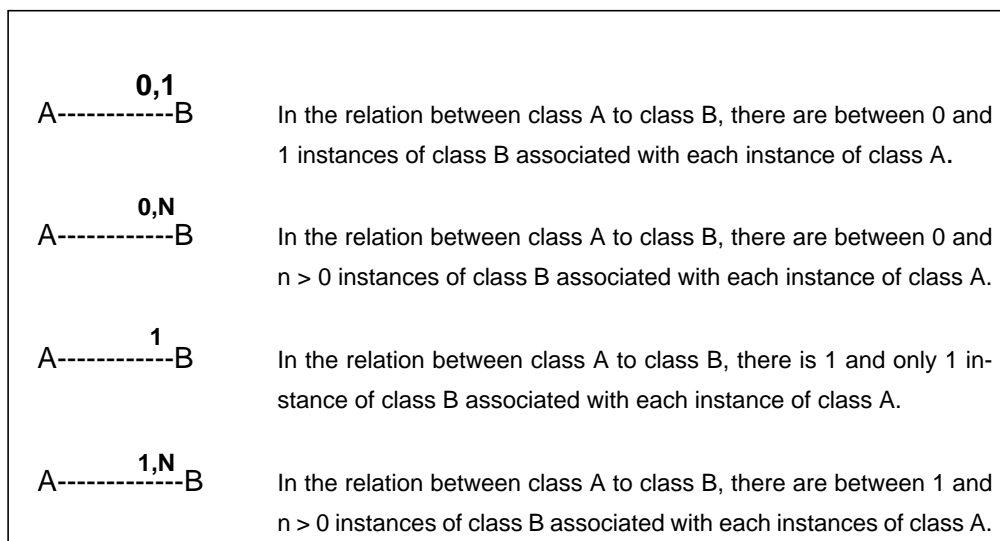 0,1
A------------B In the relation between class A to class B, there are between 0 and
1 instances of class B associated with each instance of class A.
0,N
A------------B In the relation between class A to class B, there are between 0 and
n > 0 instances of class B associated with each instance of class A.
1
A------------B In the relation between class A to class B, there is 1 and only 1 in-
stance of class B associated with each instance of class A.
1,N
A-------------B In the relation between class A to class B, there are between 1 and
n > 0 instances of class B associated with each instances of class A.